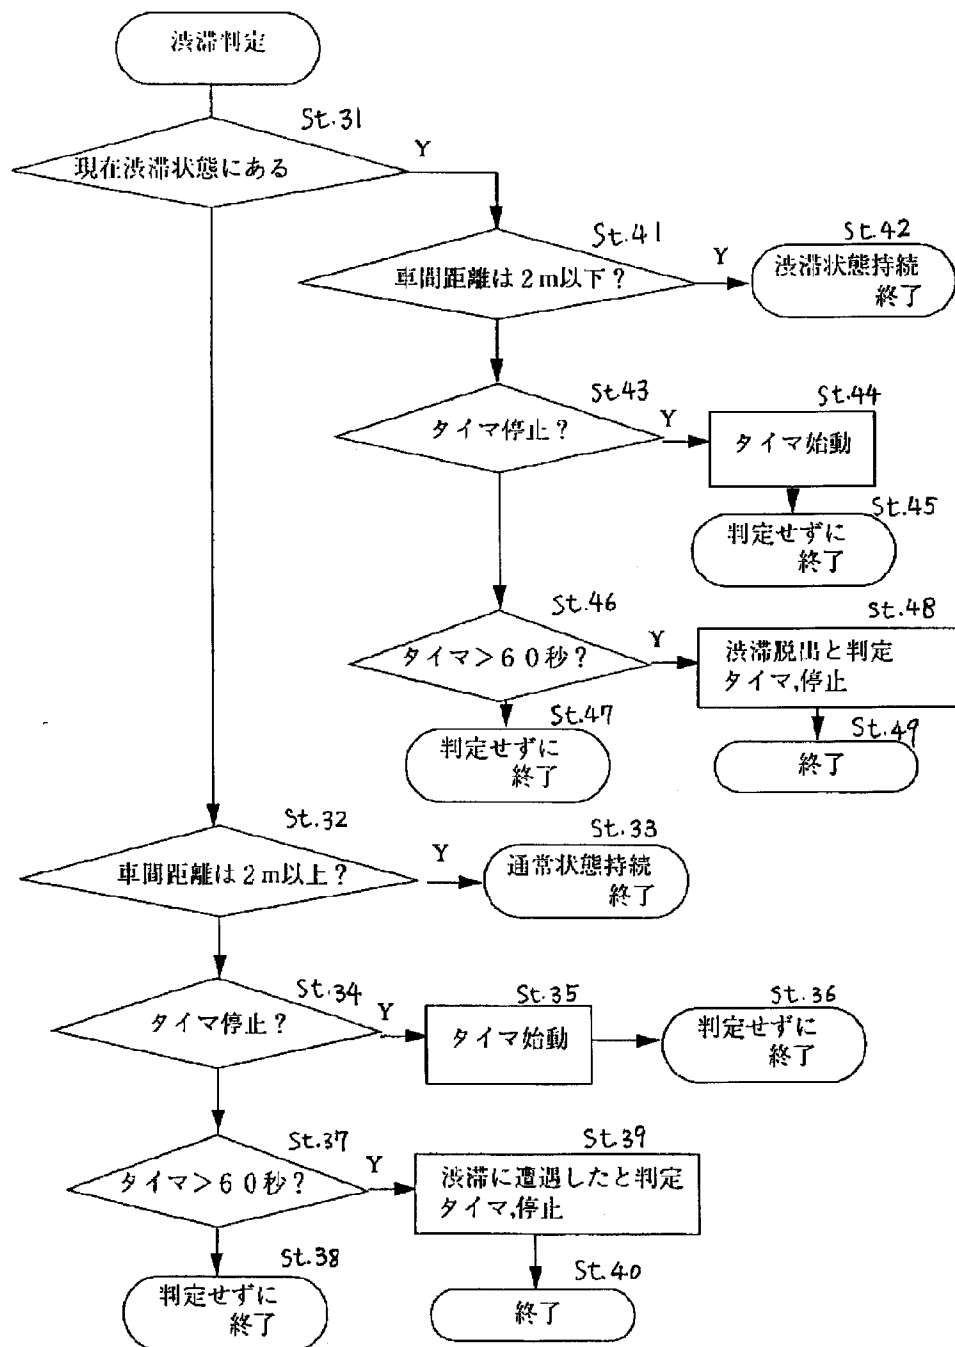 渋滞判定
St.31
現在渋滞状態にある
Y
St.41
車間距離は2m以下?
Y
St.42
渋滞状態持続
終了
St.43
タイマ停止?
Y
St.44
タイマ始動
St.45
判定せずに
終了
St.46
タイマ>60秒?
Y
St.48
渋滞脱出と判定
タイマ,停止
St.47
判定せずに
終了
St.49
終了
St.32
車間距離は2m以上?
Y
St.33
通常状態持続
終了
St.34
タイマ停止?
Y
St.35
タイマ始動
St.36
判定せずに
終了
St.37
タイマ>60秒?
Y
St.39
渋滞に遭遇したと判定
タイマ,停止
St.38
判定せずに
終了
St.40
終了